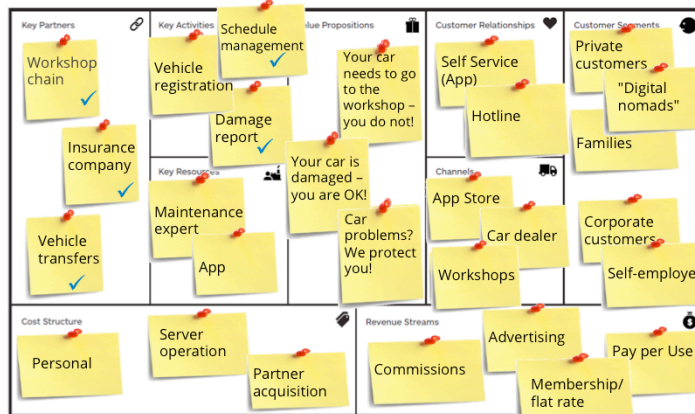 Key Partners
Workshop
chain
Insurance
company
Vehicle
transfers
Key Activities
Schedule
management
Vehicle
registration
Damage
report
Key Resou
Maintenance
expert
App
lue Propositions
Your car
needs to go
to the
workshop –
you do not!
Your car is
damaged –
you are OK!
Car
problems?
We protect
you!
Customer Relationships
Self Service
(App)
Hotline
Channels
App Store
Car dealer
Workshops
Customer Segments
Private
customers
"Digital
nomads"
Families
Corporate
customers
Self-employe
Cost Structure
Personal
Server
operation
Partner
acquisition
Revenue Streams
Commissions
Advertising
Membership/
flat rate
Pay per Use